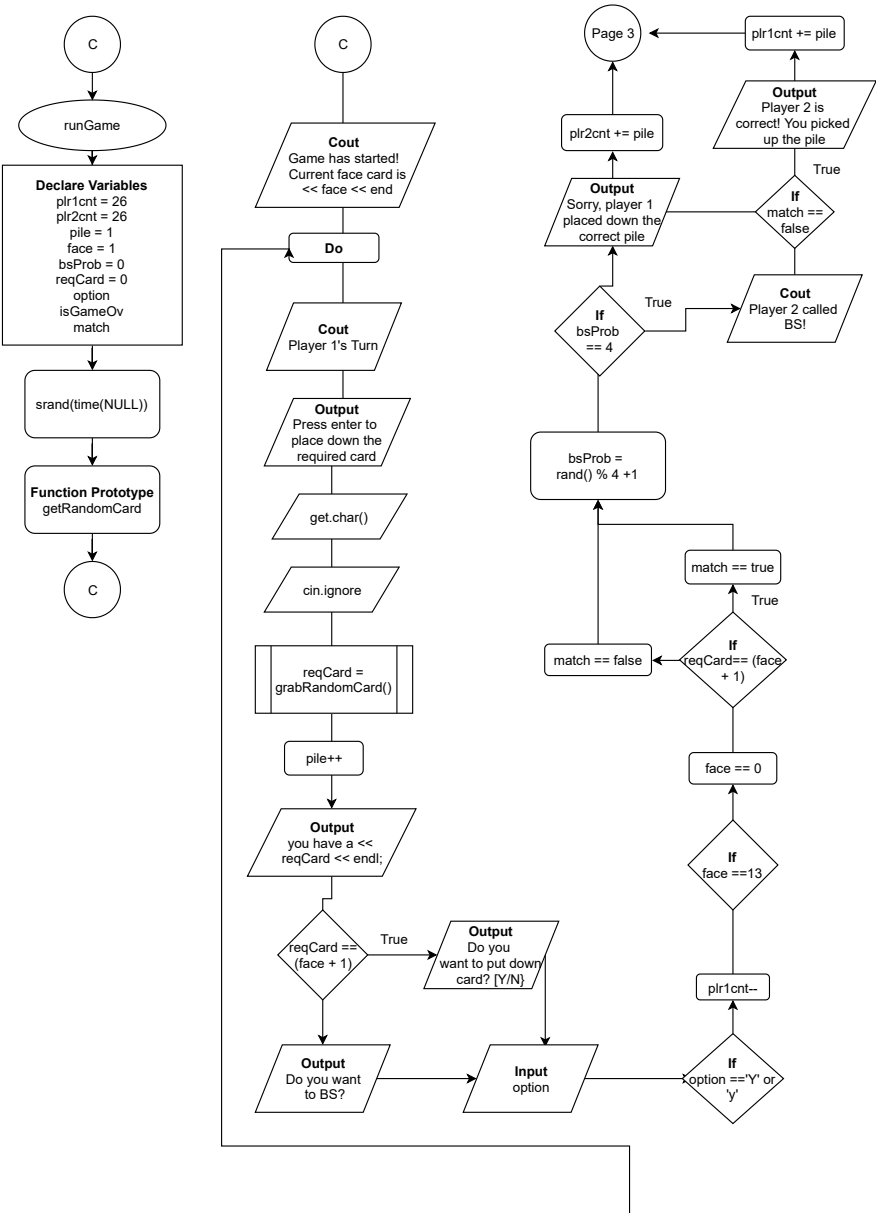 C
runGame
Declare Variables
plr1cnt = 26
plr2cnt = 26
pile = 1
face = 1
bsProb = 0
reqCard = 0
option
isGameOv
match
srand(time(NULL))
Function Prototype
getRandomCard
C
C
Cout
Game has started!
Current face card is
<< face << end
Do
Cout
Player 1's Turn
Output
Press enter to
place down the
required card
get.char()
cin.ignore
reqCard =
grabRandomCard()
pile++
Output
you have a <<
reqCard << endl;
reqCard ==
(face + 1)
True
Output
Do you
want to put down
card? [Y/N}
Output
Do you want
to BS?
Input
option
If
option =='Y' or
'y'
plr1cnt--
If
face ==13
face == 0
If
reqCard== (face
+ 1)
True
match == true
match == false
bsProb =
rand() % 4 +1
If
bsProb
== 4
True
Cout
Player 2 called
BS!
If
match ==
false
True
Output
Player 2 is
correct! You picked
up the pile
plr1cnt += pile
Output
Sorry, player 1
placed down the
correct pile
plr2cnt += pile
Page 3